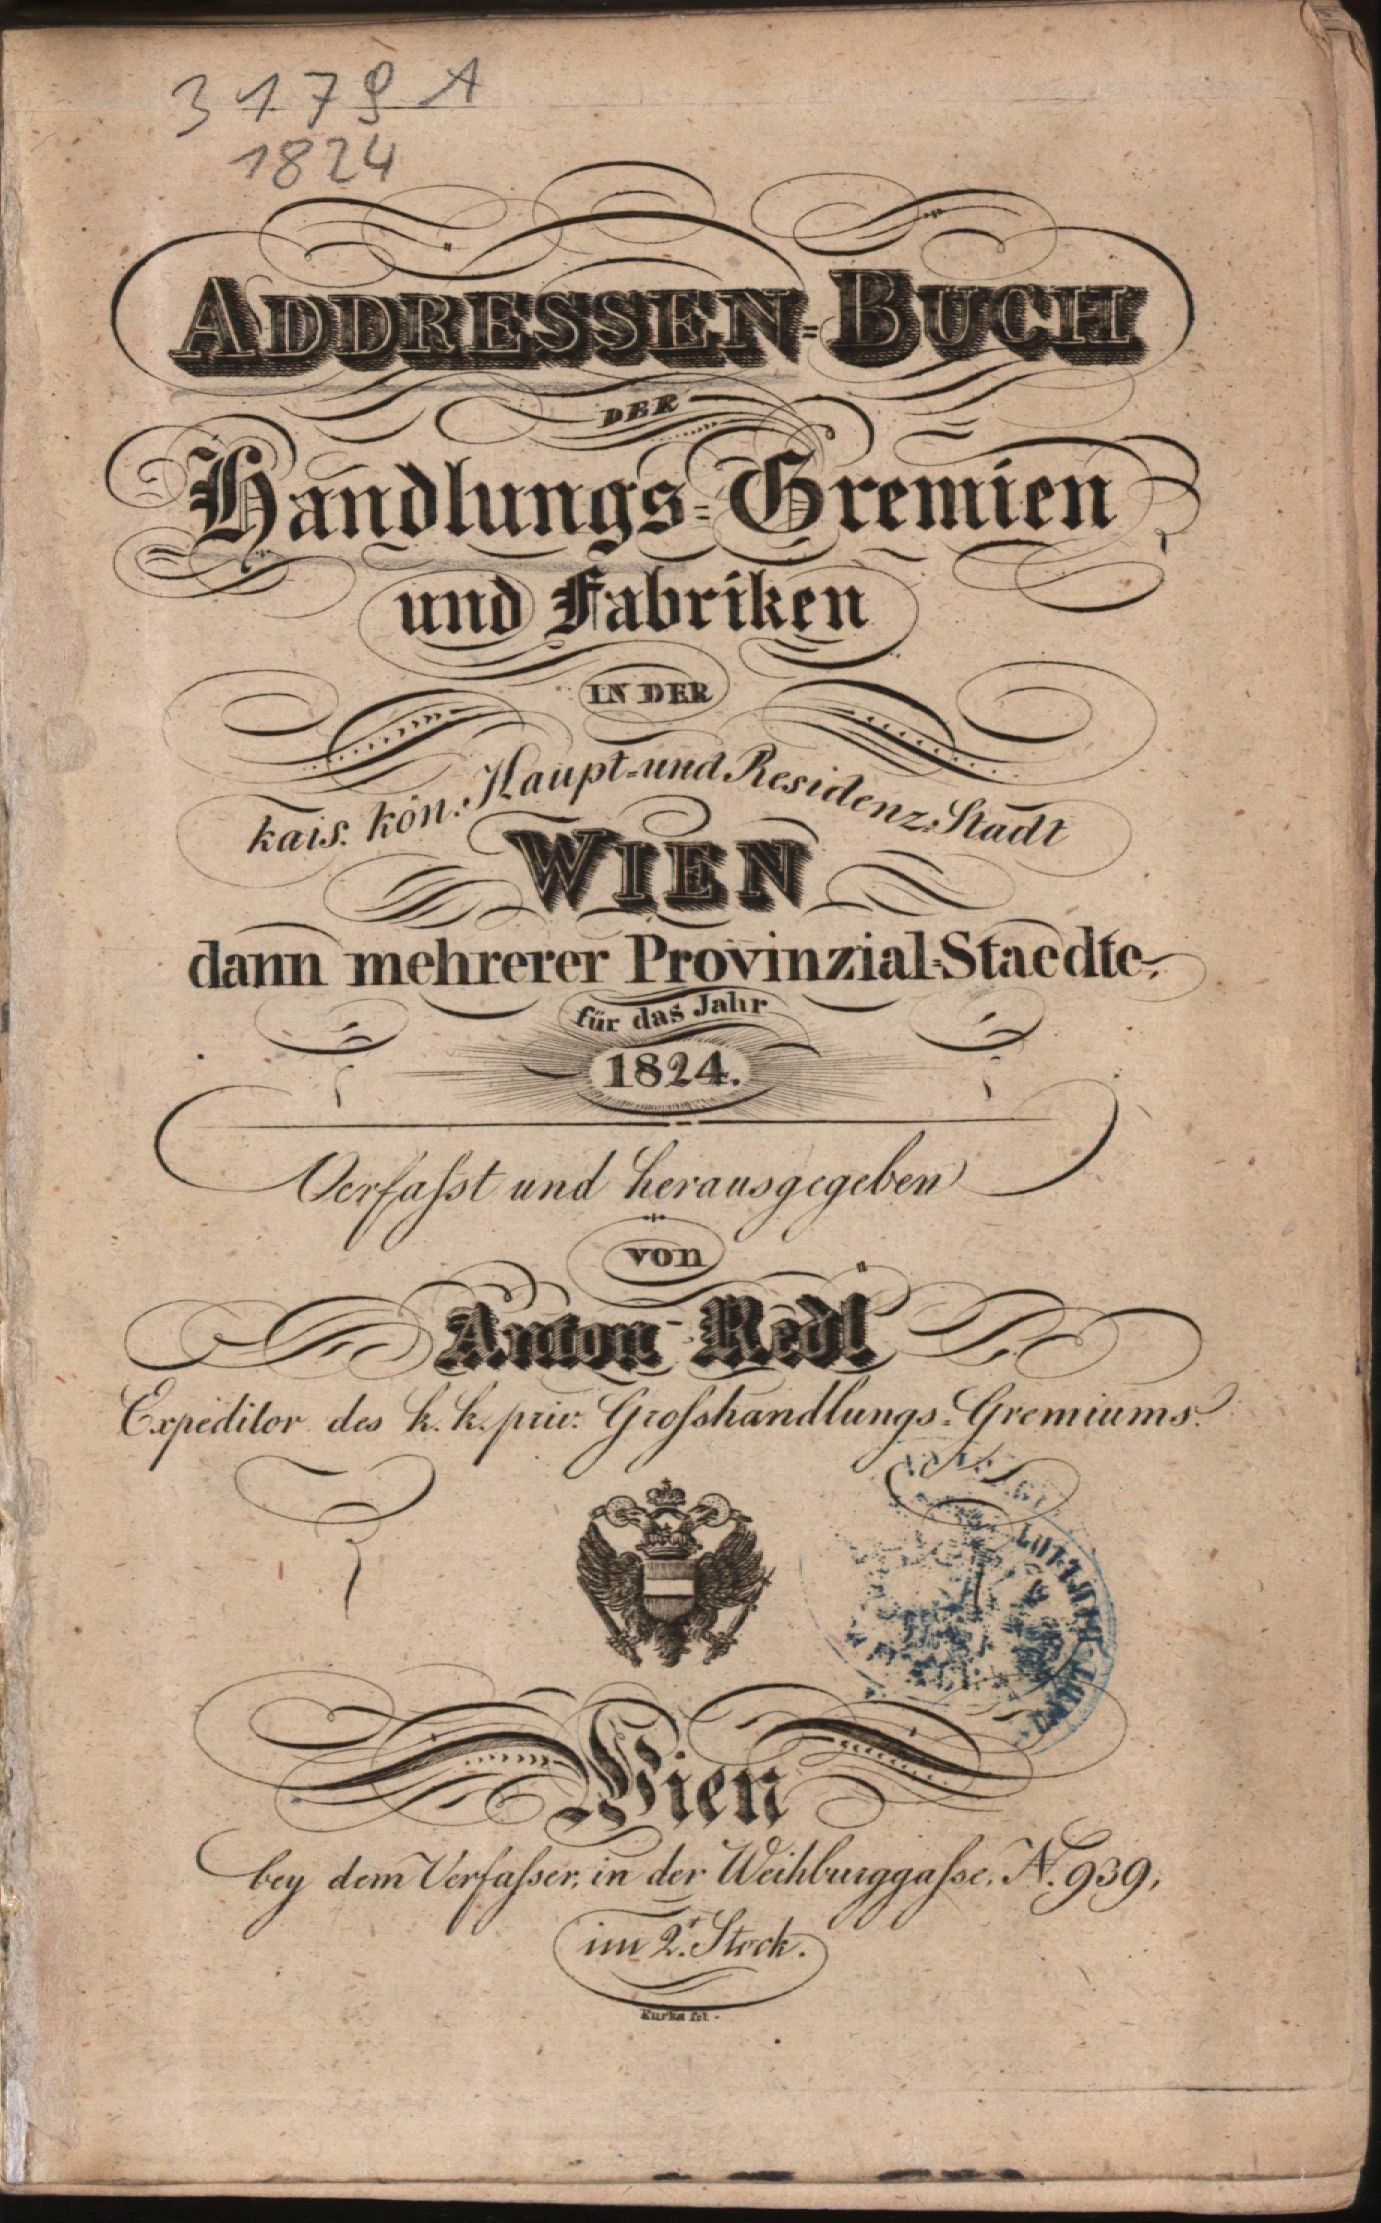 3179 A
1824
ADDRESSEN=BUCH
DER
Handlungs=Gremien
und Fabriken
IN DER
kais. kön: Haupt=und Residenz=Stadt
WIEN
dann mehrerer Provinzial=Staedte,
für das Jahr
1824.
Verfaſst und herausgegeben
von
Anton Redl
Expeditor des k. k. priv: Groſshandlungs=Gremiums.
Wien
bey dem Verfaſser, in der Weihburggaſse, N. 939,
im 2t. Stock.
Kurka fct.